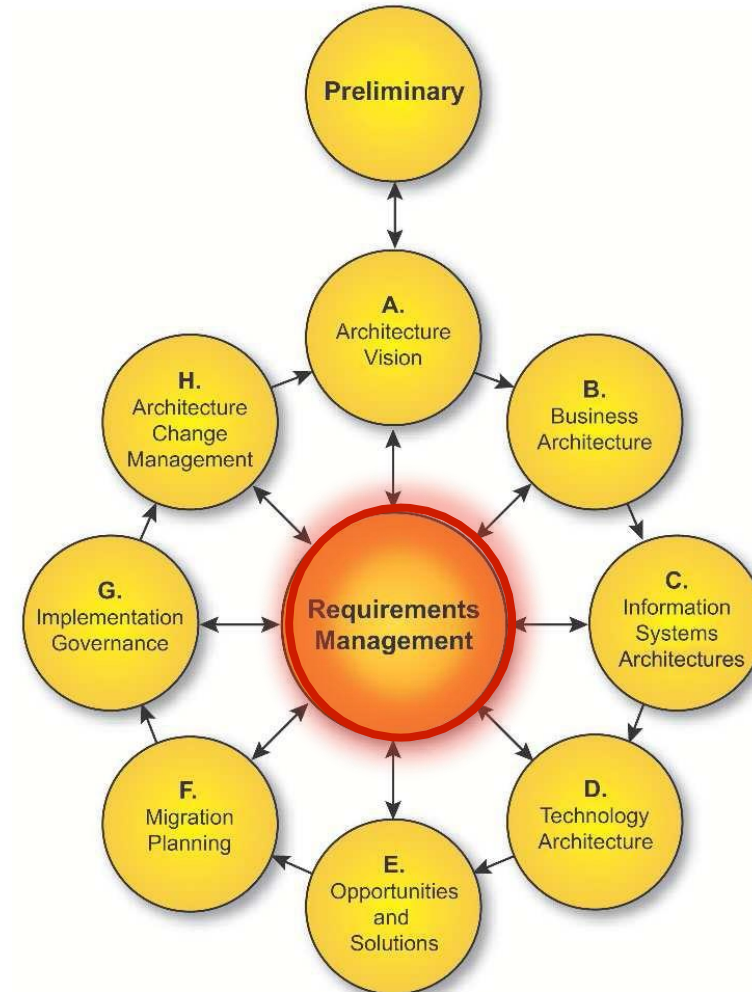 Preliminary
A.
Architecture
Vision
B.
Business
Architecture
C.
Information
Systems
Architectures
D.
Technology
Architecture
E.
Opportunities
and
Solutions
F.
Migration
Planning
G.
Implementation
Governance
H.
Architecture
Change
Management
Requirements
Management